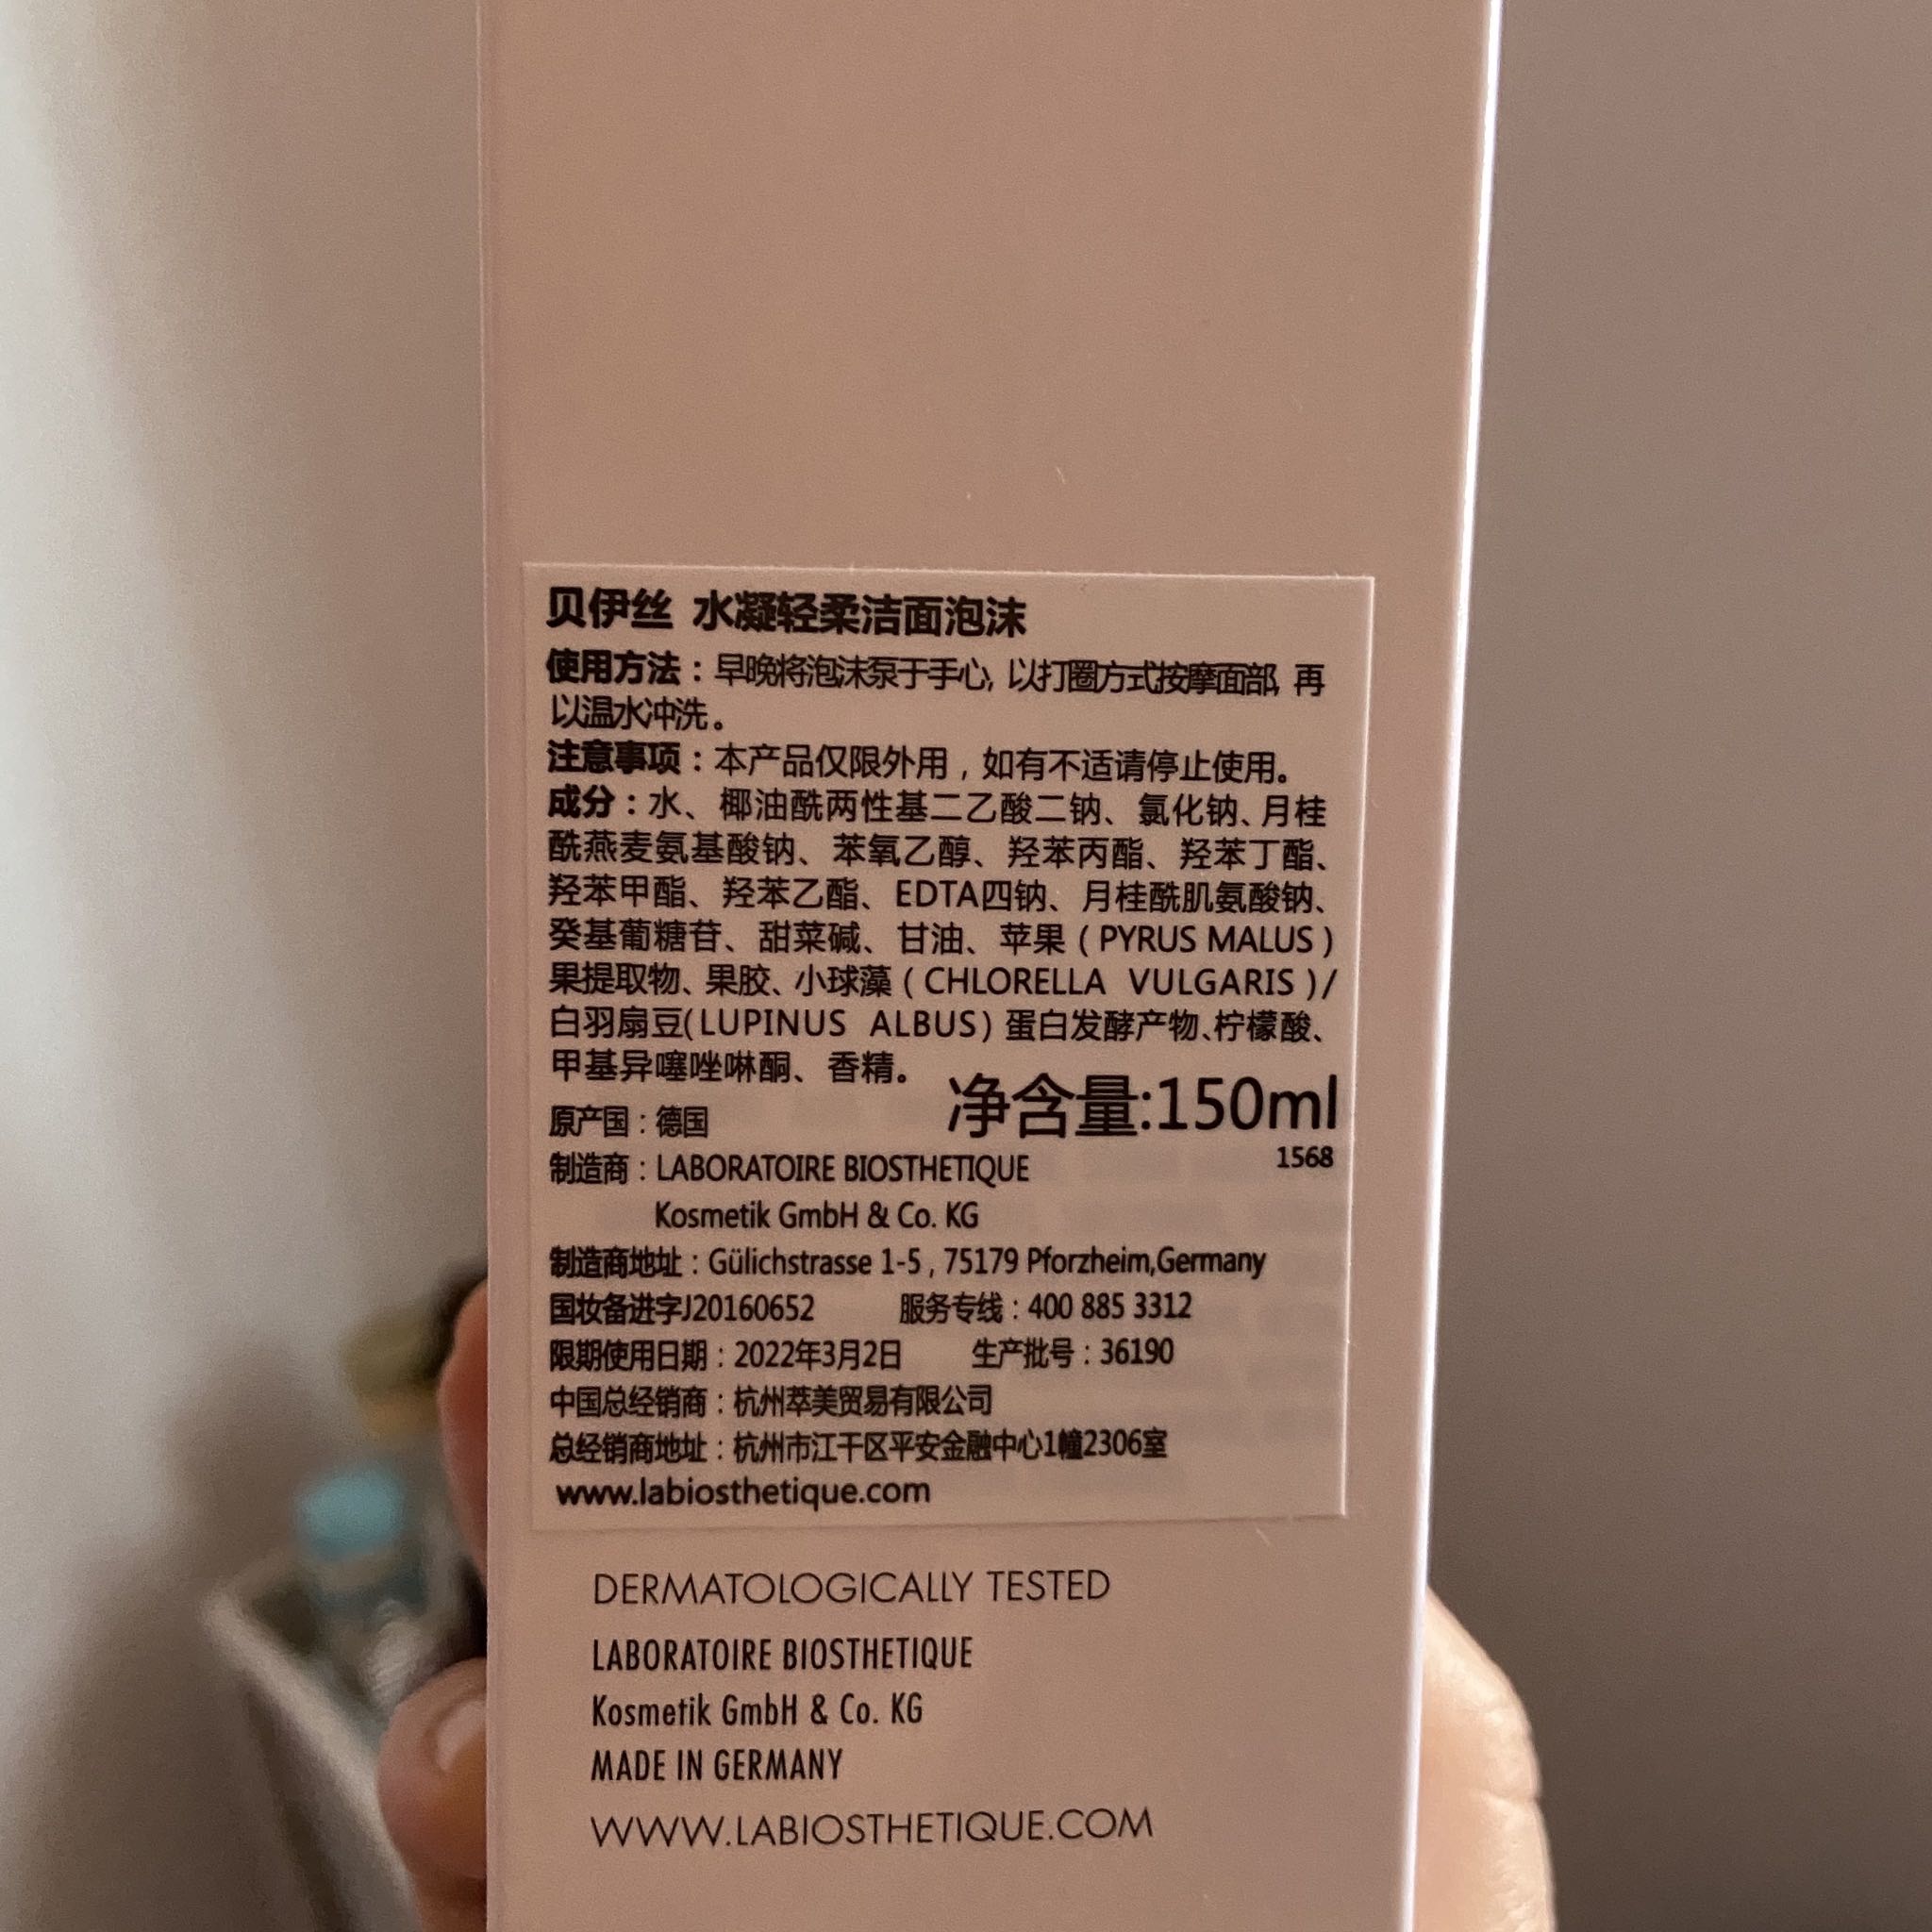 贝伊丝 水凝轻柔洁面泡沫
使用方法：早晚将泡沫泵于手心, 以打圈方式按摩面部, 再
以温水冲洗。
注意事项：本产品仅限外用，如有不适请停止使用。
成分：水、椰油酰两性基二乙酸二钠、氯化钠、月桂
酰燕麦氨基酸钠、苯氧乙醇、羟苯丙酯、羟苯丁酯、
羟苯甲酯、羟苯乙酯、EDTA四钠、月桂酰肌氨酸钠、
癸基葡糖苷、甜菜碱、甘油、苹果（PYRUS MALUS）
果提取物、果胶、小球藻（CHLORELLA VULGARIS）/
白羽扇豆(LUPINUS ALBUS) 蛋白发酵产物、柠檬酸、
甲基异噻唑啉酮、香精。
净含量:150ml
原产国：德国
1568
制造商：LABORATOIRE BIOSTHETIQUE
Kosmetik GmbH & Co. KG
制造商地址：Gülichstrasse 1-5 , 75179 Pforzheim,Germany
国妆备进字J20160652 服务专线：400 885 3312
限期使用日期：2022年3月2日 生产批号：36190
中国总经销商：杭州萃美贸易有限公司
总经销商地址：杭州市江干区平安金融中心1幢2306室
www.labiosthetique.com
DERMATOLOGICALLY TESTED
LABORATOIRE BIOSTHETIQUE
Kosmetik GmbH & Co. KG
MADE IN GERMANY
WWW.LABIOSTHETIQUE.COM